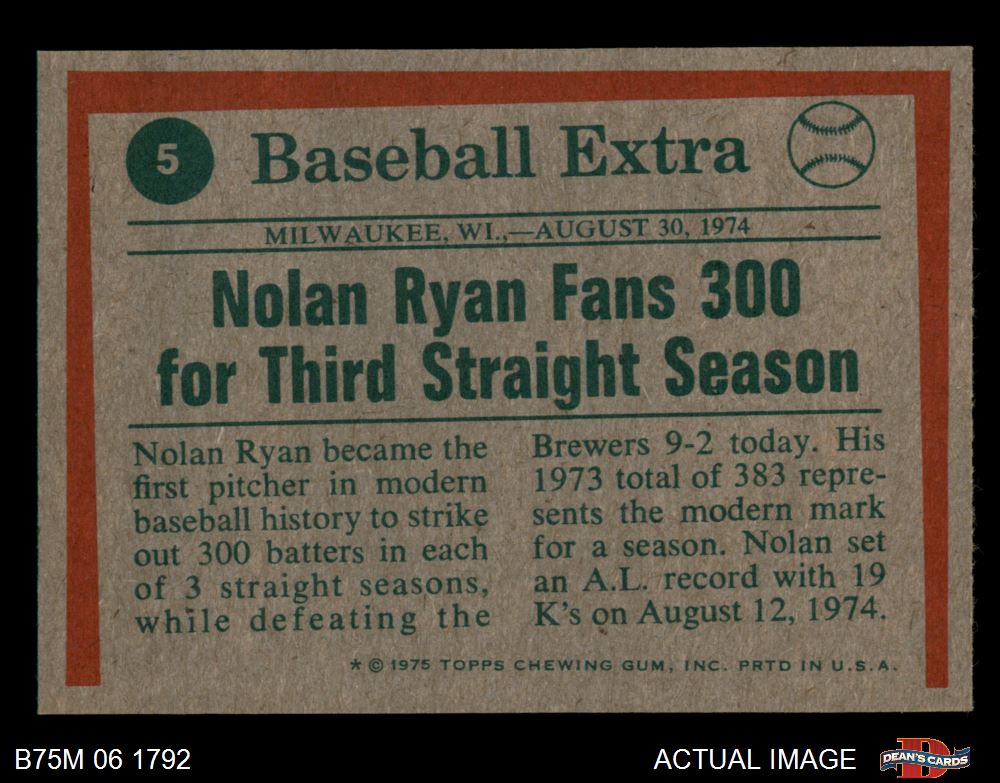 5
Baseball Extra
MILWAUKEE, WI.,—AUGUST 30, 1974
Nolan Ryan Fans 300
for Third Straight Season
Nolan Ryan became the
first pitcher in modern
baseball history to strike
out 300 batters in each
of 3 straight seasons,
while defeating the
Brewers 9-2 today. His
1973 total of 383 repre-
sents the modern mark
for a season. Nolan set
an A.L. record with 19
K's on August 12, 1974.
* © 1975 TOPPS CHEWING GUM, INC. PRTD IN U.S.A.
B75M 06 1792
ACTUAL IMAGE
D
DEAN'S CARDS